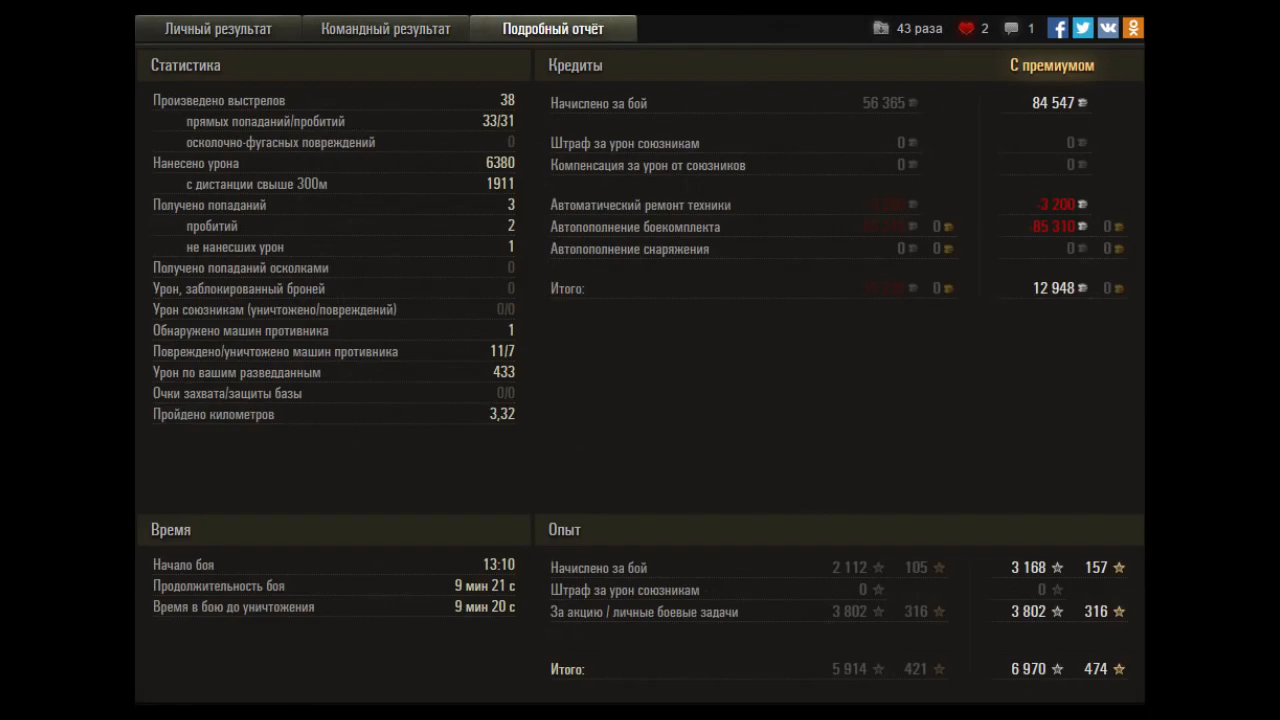 Личный результат Командный результат Подробный отчёт 43 раза 2 1
Статистика
Произведено выстрелов 38
прямых попаданий/пробитий 33/31
осколочно-фугасных повреждений 0
Нанесено урона 6380
с дистанции свыше 300м 1911
Получено попаданий 3
пробитий 2
не нанесших урон 1
Получено попаданий осколками 0
Урон, заблокированный броней 0
Урон союзникам (уничтожено/повреждений) 0/0
Обнаружено машин противника 1
Повреждено/уничтожено машин противника 11/7
Урон по вашим разведданным 433
Очки захвата/защиты базы 0/0
Пройдено километров 3,32
Кредиты С премиумом
Начислено за бой 56 365 84 547
Штраф за урон союзникам 0 0
Компенсация за урон от союзников 0 0
Автоматический ремонт техники -3 200
Автопополнение боекомплекта 0 -85 310 0
Автопополнение снаряжения 0 0 0 0
Итого: 0 12 948 0
Время
Начало боя 13:10
Продолжительность боя 9 мин 21 с
Время в бою до уничтожения 9 мин 20 с
Опыт
Начислено за бой 2 112 105 3 168 157
Штраф за урон союзникам 0 0
За акцию / личные боевые задачи 3 802 316 3 802 316
Итого: 5 914 421 6 970 474